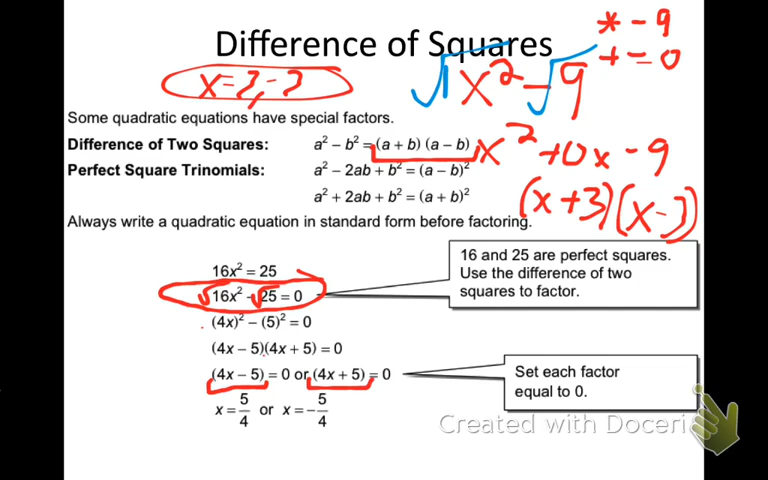 Difference of Squares
* - 9
+ = 0
x = 3, -3
√1x² - √9
Some quadratic equations have special factors.
Difference of Two Squares: a² − b² = (a + b) (a − b)
x² + 0x - 9
Perfect Square Trinomials: a² − 2ab + b² = (a − b)²
a² + 2ab + b² = (a + b)²
(x + 3)(x - 3)
Always write a quadratic equation in standard form before factoring.
16x² = 25
√16x² - √25 = 0
16 and 25 are perfect squares.
Use the difference of two
squares to factor.
(4x)² − (5)² = 0
(4x − 5)(4x + 5) = 0
(4x − 5) = 0 or (4x + 5) = 0
Set each factor
equal to 0.
x = 5/4 or x = − 5/4
Created with Doceri